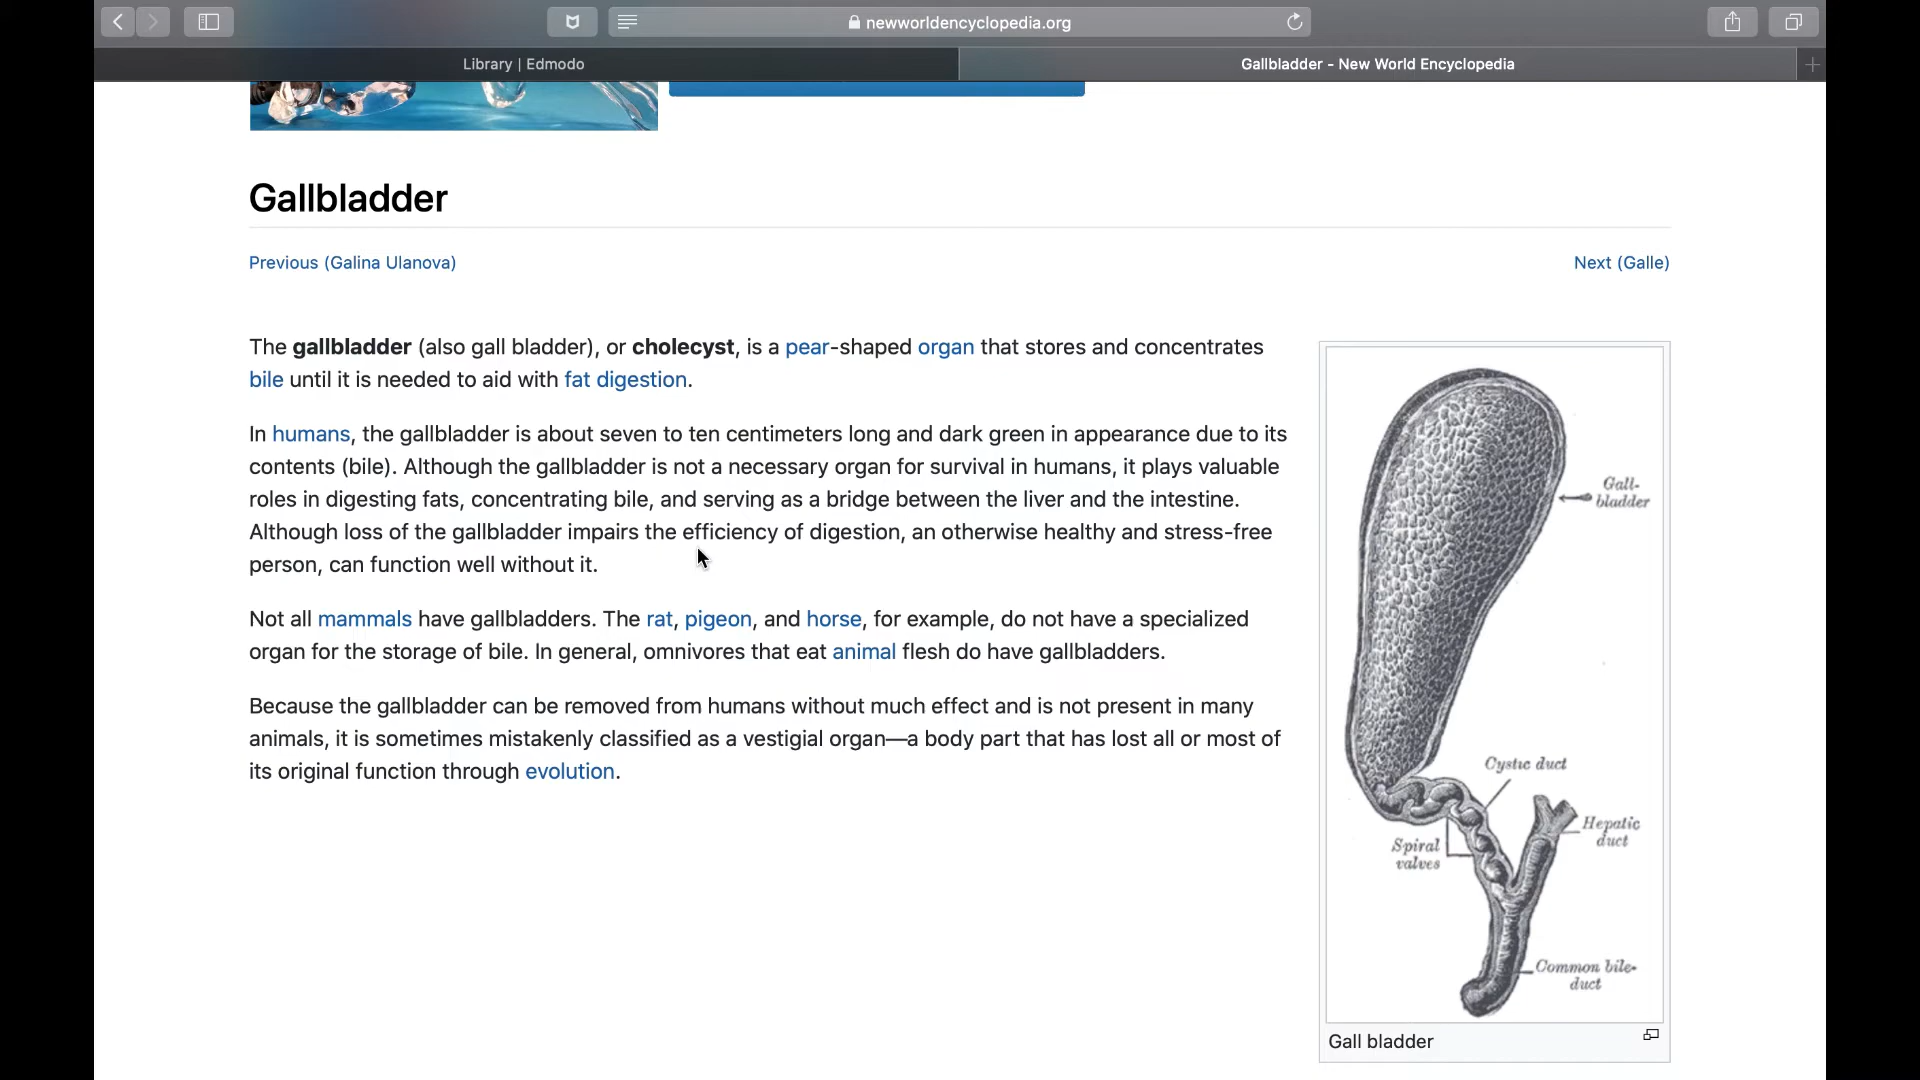 newworldencyclopedia.org
Library | Edmodo
Gallbladder - New World Encyclopedia
Gallbladder
Previous (Galina Ulanova)
Next (Galle)
The gallbladder (also gall bladder), or cholecyst, is a pear-shaped organ that stores and concentrates
bile until it is needed to aid with fat digestion.
In humans, the gallbladder is about seven to ten centimeters long and dark green in appearance due to its
contents (bile). Although the gallbladder is not a necessary organ for survival in humans, it plays valuable
roles in digesting fats, concentrating bile, and serving as a bridge between the liver and the intestine.
Although loss of the gallbladder impairs the efficiency of digestion, an otherwise healthy and stress-free
person, can function well without it.
Not all mammals have gallbladders. The rat, pigeon, and horse, for example, do not have a specialized
organ for the storage of bile. In general, omnivores that eat animal flesh do have gallbladders.
Because the gallbladder can be removed from humans without much effect and is not present in many
animals, it is sometimes mistakenly classified as a vestigial organ—a body part that has lost all or most of
its original function through evolution.
Gall-
bladder
Cystic duct
Hepatic
duct
Spiral
valves
Common bile-
duct
Gall bladder